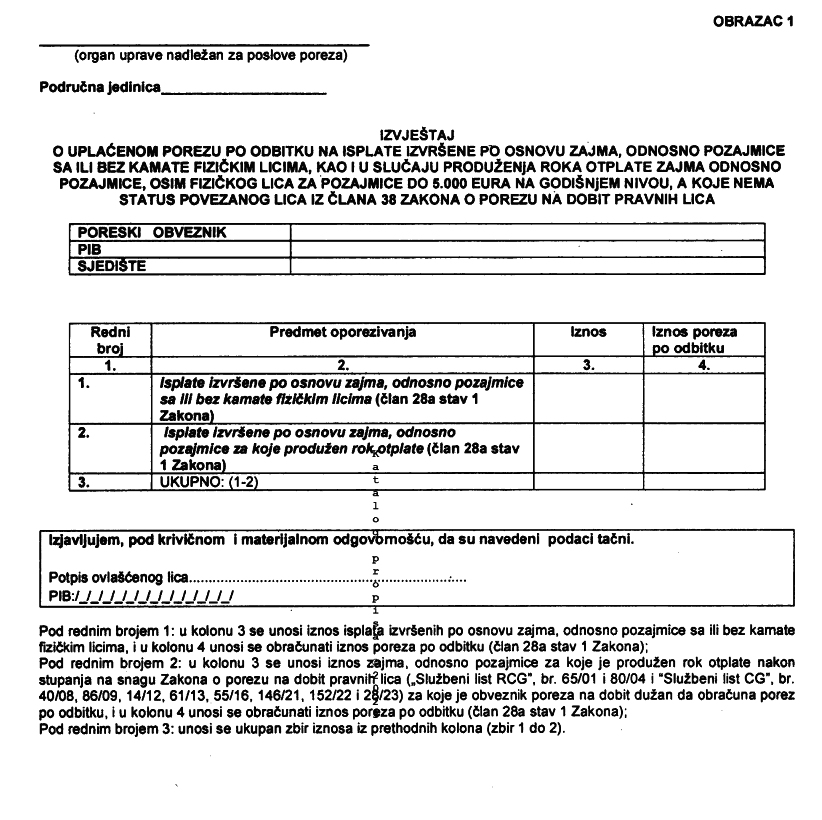 OBRAZAC 1
(organ uprave nadležan za poslove poreza)
Područna jedinica
IZVJEŠTAJ
O UPLAĆENOM POREZU PO ODBITKU NA ISPLATE IZVRŠENE PO OSNOVU ZAJMA, ODNOSNO POZAJMICE
SA ILI BEZ KAMATE FIZIČKIM LICIMA, KAO I U SLUČAJU PRODUŽENjA ROKA OTPLATE ZAJMA ODNOSNO
POZAJMICE, OSIM FIZIČKOG LICA ZA POZAJMICE DO 5.000 EURA NA GODIŠNjEM NIVOU, A KOJE NEMA
STATUS POVEZANOG LICA IZ ČLANA 38 ZAKONA O POREZU NA DOBIT PRAVNIH LICA
PORESKI OBVEZNIK
PIB
SJEDIŠTE
Redni broj Predmet oporezivanja Iznos Iznos poreza po odbitku
1. 2. 3. 4.
1. Isplate izvršene po osnovu zajma, odnosno pozajmice
sa ili bez kamate fizičkim licima (član 28a stav 1
Zakona)
2. Isplate izvršene po osnovu zajma, odnosno
pozajmice za koje produžen rok otplate (član 28a stav
1 Zakona)
3. UKUPNO: (1-2)
Izjavljujem, pod krivičnom i materijalnom odgovornošću, da su navedeni podaci tačni.
Potpis ovlašćenog lica.....................................................................
PIB:/_/_/_/_/_/_/_/_/_/_/_/_/_/
Pod rednim brojem 1: u kolonu 3 se unosi iznos isplata izvršenih po osnovu zajma, odnosno pozajmice sa ili bez kamate
fizičkim licima, i u kolonu 4 unosi se obračunati iznos poreza po odbitku (član 28a stav 1 Zakona);
Pod rednim brojem 2: u kolonu 3 se unosi iznos zajma, odnosno pozajmice za koje je produžen rok otplate nakon
stupanja na snagu Zakona o porezu na dobit pravnih lica („Službeni list RCG", br. 65/01 i 80/04 i "Službeni list CG", br.
40/08, 86/09, 14/12, 61/13, 55/16, 146/21, 152/22 i 28/23) za koje je obveznik poreza na dobit dužan da obračuna porez
po odbitku, i u kolonu 4 unosi se obračunati iznos poreza po odbitku (član 28a stav 1 Zakona);
Pod rednim brojem 3: unosi se ukupan zbir iznosa iz prethodnih kolona (zbir 1 do 2).